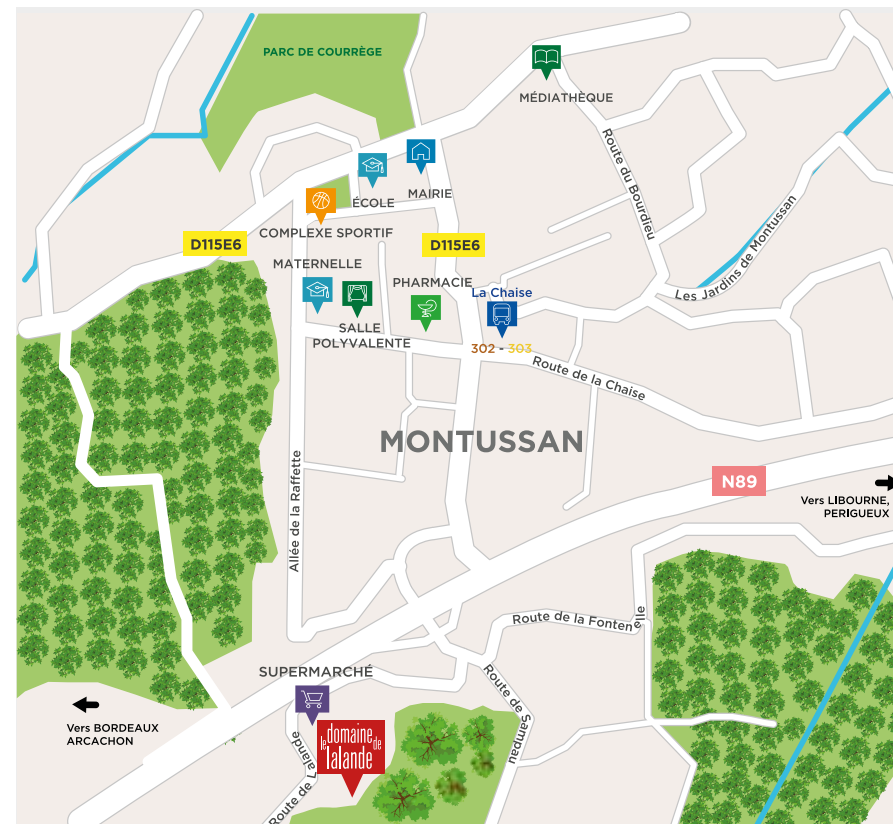 PARC DE COURRÈGE
MÉDIATHÈQUE
Route du Bourdieu
MAIRIE
ÉCOLE
COMPLEXE SPORTIF
D115E6
D115E6
MATERNELLE
PHARMACIE
La Chaise
Les Jardins de Montussan
SALLE
POLYVALENTE
302 - 303
Route de la Chaise
MONTUSSAN
Allée de la Raffette
N89
Vers LIBOURNE,
PERIGUEUX
Route de la Fontenelle
SUPERMARCHÉ
Route de Sampau
Vers BORDEAUX
ARCACHON
le domaine de
lalande
Route de Lalande